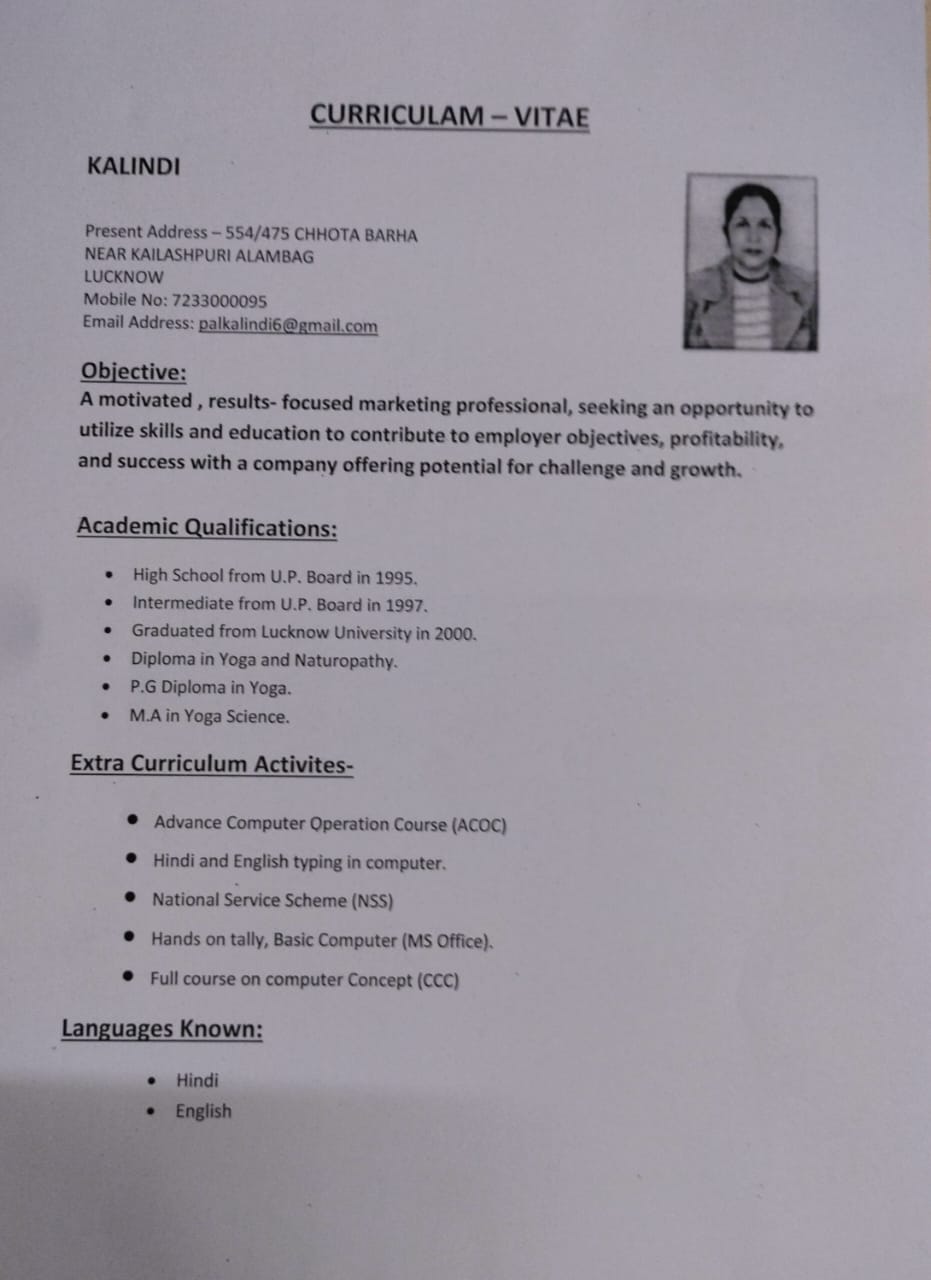 CURRICULAM – VITAE
KALINDI
Present Address – 554/475 CHHOTA BARHA
NEAR KAILASHPURI ALAMBAG
LUCKNOW
Mobile No: 7233000095
Email Address: palkalindi6@gmail.com
Objective:
A motivated , results- focused marketing professional, seeking an opportunity to
utilize skills and education to contribute to employer objectives, profitability,
and success with a company offering potential for challenge and growth.
Academic Qualifications:
• High School from U.P. Board in 1995.
• Intermediate from U.P. Board in 1997.
• Graduated from Lucknow University in 2000.
• Diploma in Yoga and Naturopathy.
• P.G Diploma in Yoga.
• M.A in Yoga Science.
Extra Curriculum Activites-
• Advance Computer Operation Course (ACOC)
• Hindi and English typing in computer.
• National Service Scheme (NSS)
• Hands on tally, Basic Computer (MS Office).
• Full course on computer Concept (CCC)
Languages Known:
• Hindi
• English